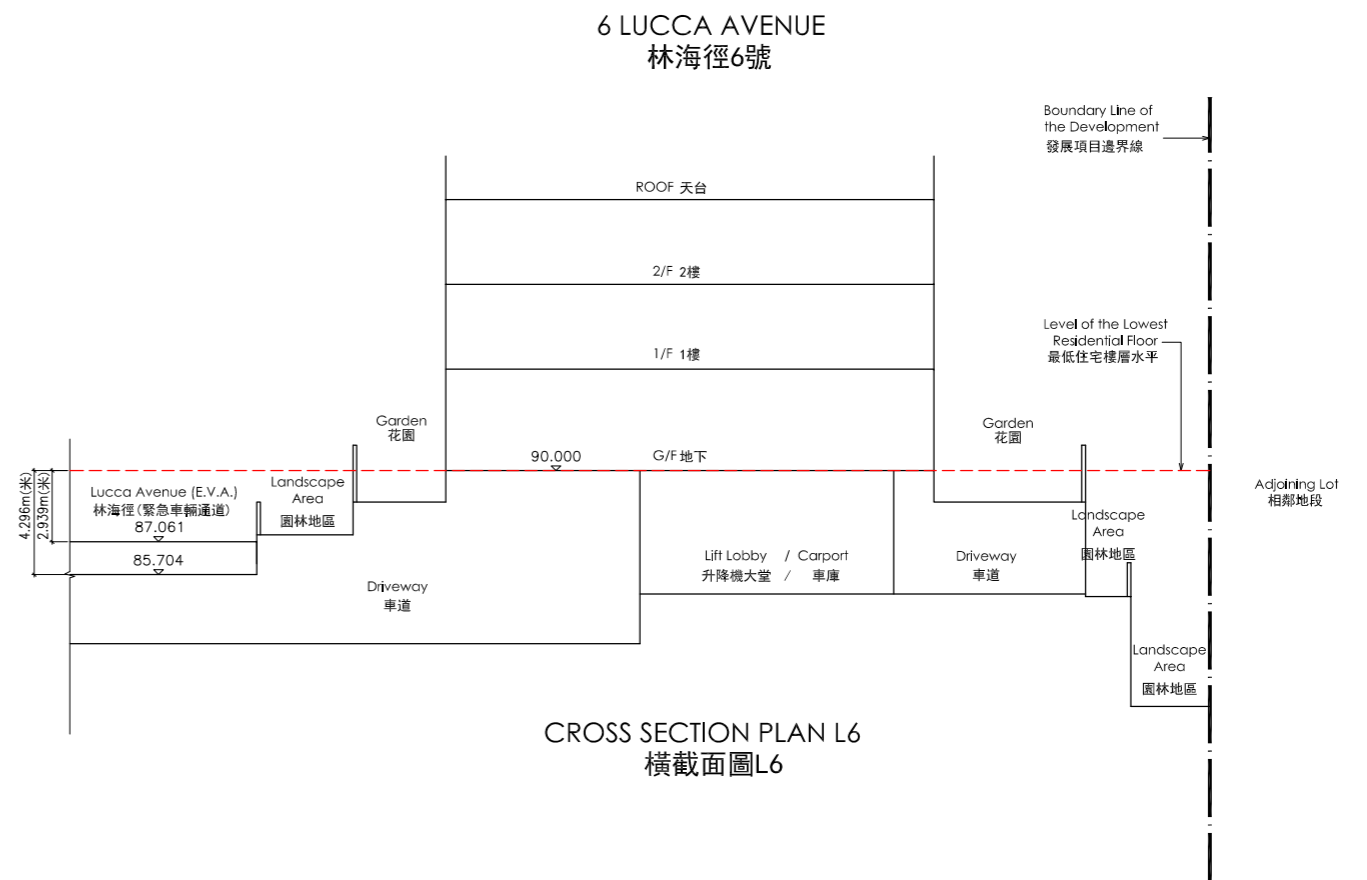 6 LUCCA AVENUE
林海徑6號
Boundary Line of
the Development
發展項目邊界線
ROOF 天台
2/F 2樓
Level of the Lowest
Residential Floor
最低住宅樓層水平
1/F 1樓
Garden
花園
Garden
花園
90.000
G/F 地下
4.296m(米)
2.939m(米)
Lucca Avenue (E.V.A.)
林海徑(緊急車輛通道)
87.061
85.704
Landscape
Area
園林地區
Adjoining Lot
相鄰地段
Landscape
Area
園林地區
Lift Lobby / Carport
升降機大堂 / 車庫
Driveway
車道
Driveway
車道
Landscape
Area
園林地區
CROSS SECTION PLAN L6
橫截面圖L6